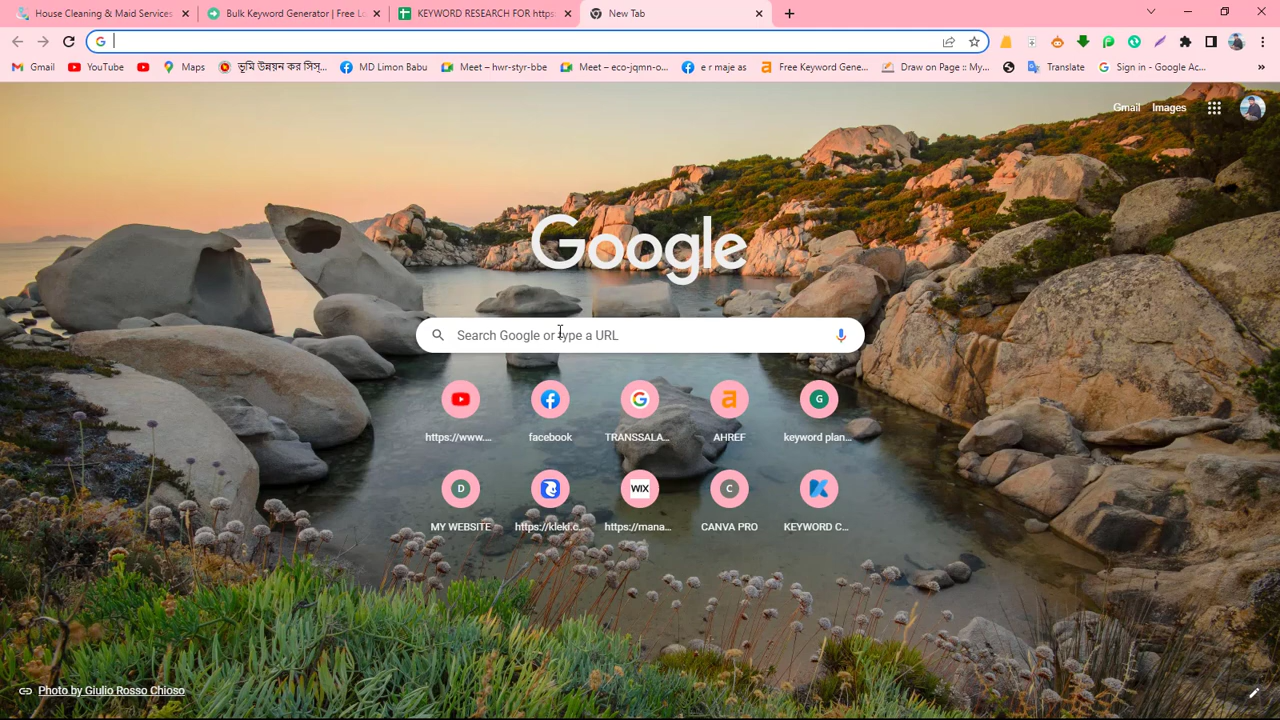 House Cleaning & Maid Services
Bulk Keyword Generator | Free Lo
KEYWORD RESEARCH FOR https:
New Tab
Gmail
YouTube
Maps
ভূমি উন্নয়ন কর সিস্...
MD Limon Babu
Meet – hwr-styr-bbe
Meet – eco-jqmn-o...
e r maje as
Free Keyword Gene...
Draw on Page :: My...
Translate
Sign in - Google Ac...
»
Gmail Images
Google
Search Google or type a URL
https://www....
facebook
TRANSSALA...
AHREF
keyword plan...
MY WEBSITE
https://kleki.c...
https://mana...
CANVA PRO
KEYWORD C...
G
D
WIX
C
Photo by Giulio Rosso Chioso